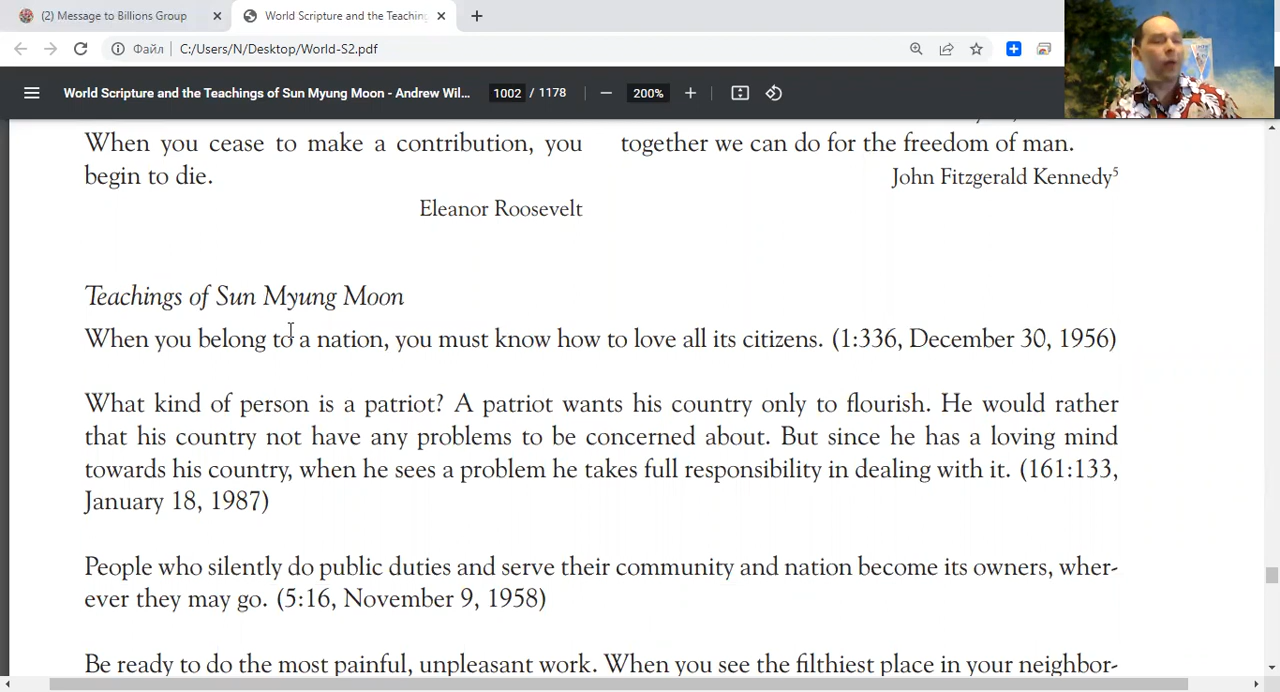 (2) Message to Billions Group
World Scripture and the Teaching
Файл
C:/Users/N/Desktop/World-S2.pdf
World Scripture and the Teachings of Sun Myung Moon - Andrew Wil...
1002 / 1178
200%
When you cease to make a contribution, you
begin to die.
Eleanor Roosevelt
together we can do for the freedom of man.
John Fitzgerald Kennedy5
Teachings of Sun Myung Moon
When you belong to a nation, you must know how to love all its citizens. (1:336, December 30, 1956)
What kind of person is a patriot? A patriot wants his country only to flourish. He would rather
that his country not have any problems to be concerned about. But since he has a loving mind
towards his country, when he sees a problem he takes full responsibility in dealing with it. (161:133,
January 18, 1987)
People who silently do public duties and serve their community and nation become its owners, wher-
ever they may go. (5:16, November 9, 1958)
Be ready to do the most painful, unpleasant work. When you see the filthiest place in your neighbor-